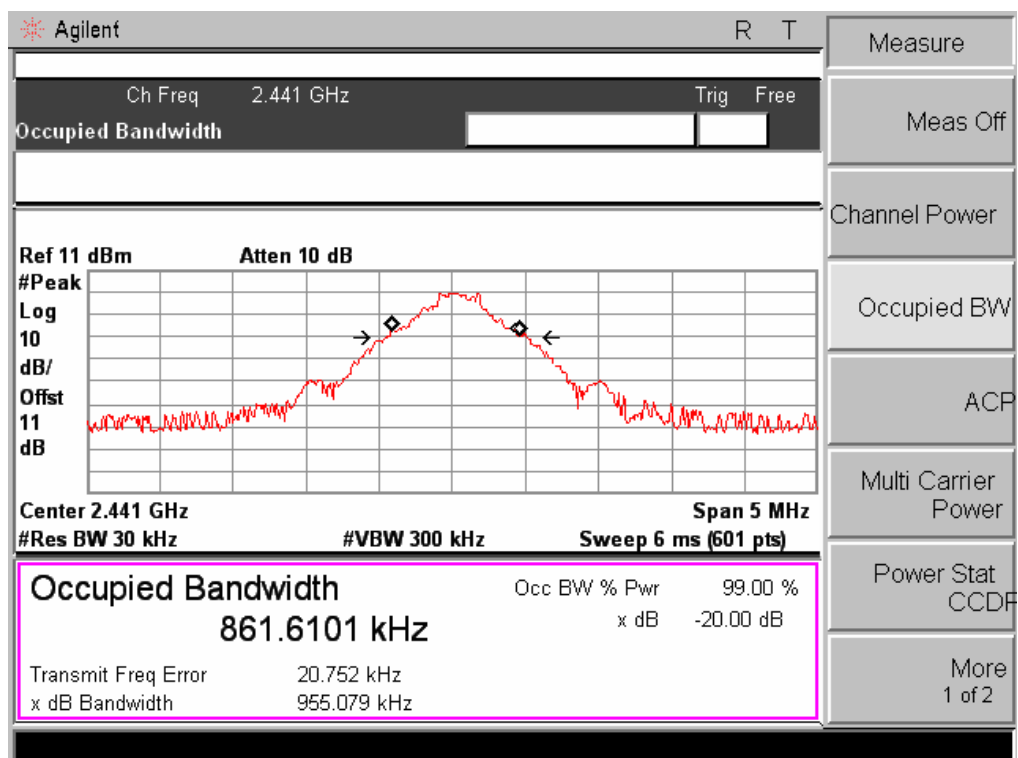 Agilent R T
Measure
Ch Freq 2.441 GHz Trig Free
Occupied Bandwidth
Meas Off
Channel Power
Ref 11 dBm Atten 10 dB
#Peak
Log
10
dB/
Offst
11
dB
Occupied BW
ACP
Center 2.441 GHz Span 5 MHz
#Res BW 30 kHz #VBW 300 kHz Sweep 6 ms (601 pts)
Multi Carrier
Power
Occupied Bandwidth Occ BW % Pwr 99.00 %
861.6101 kHz x dB -20.00 dB
Transmit Freq Error 20.752 kHz
x dB Bandwidth 955.079 kHz
Power Stat
CCDF
More
1 of 2